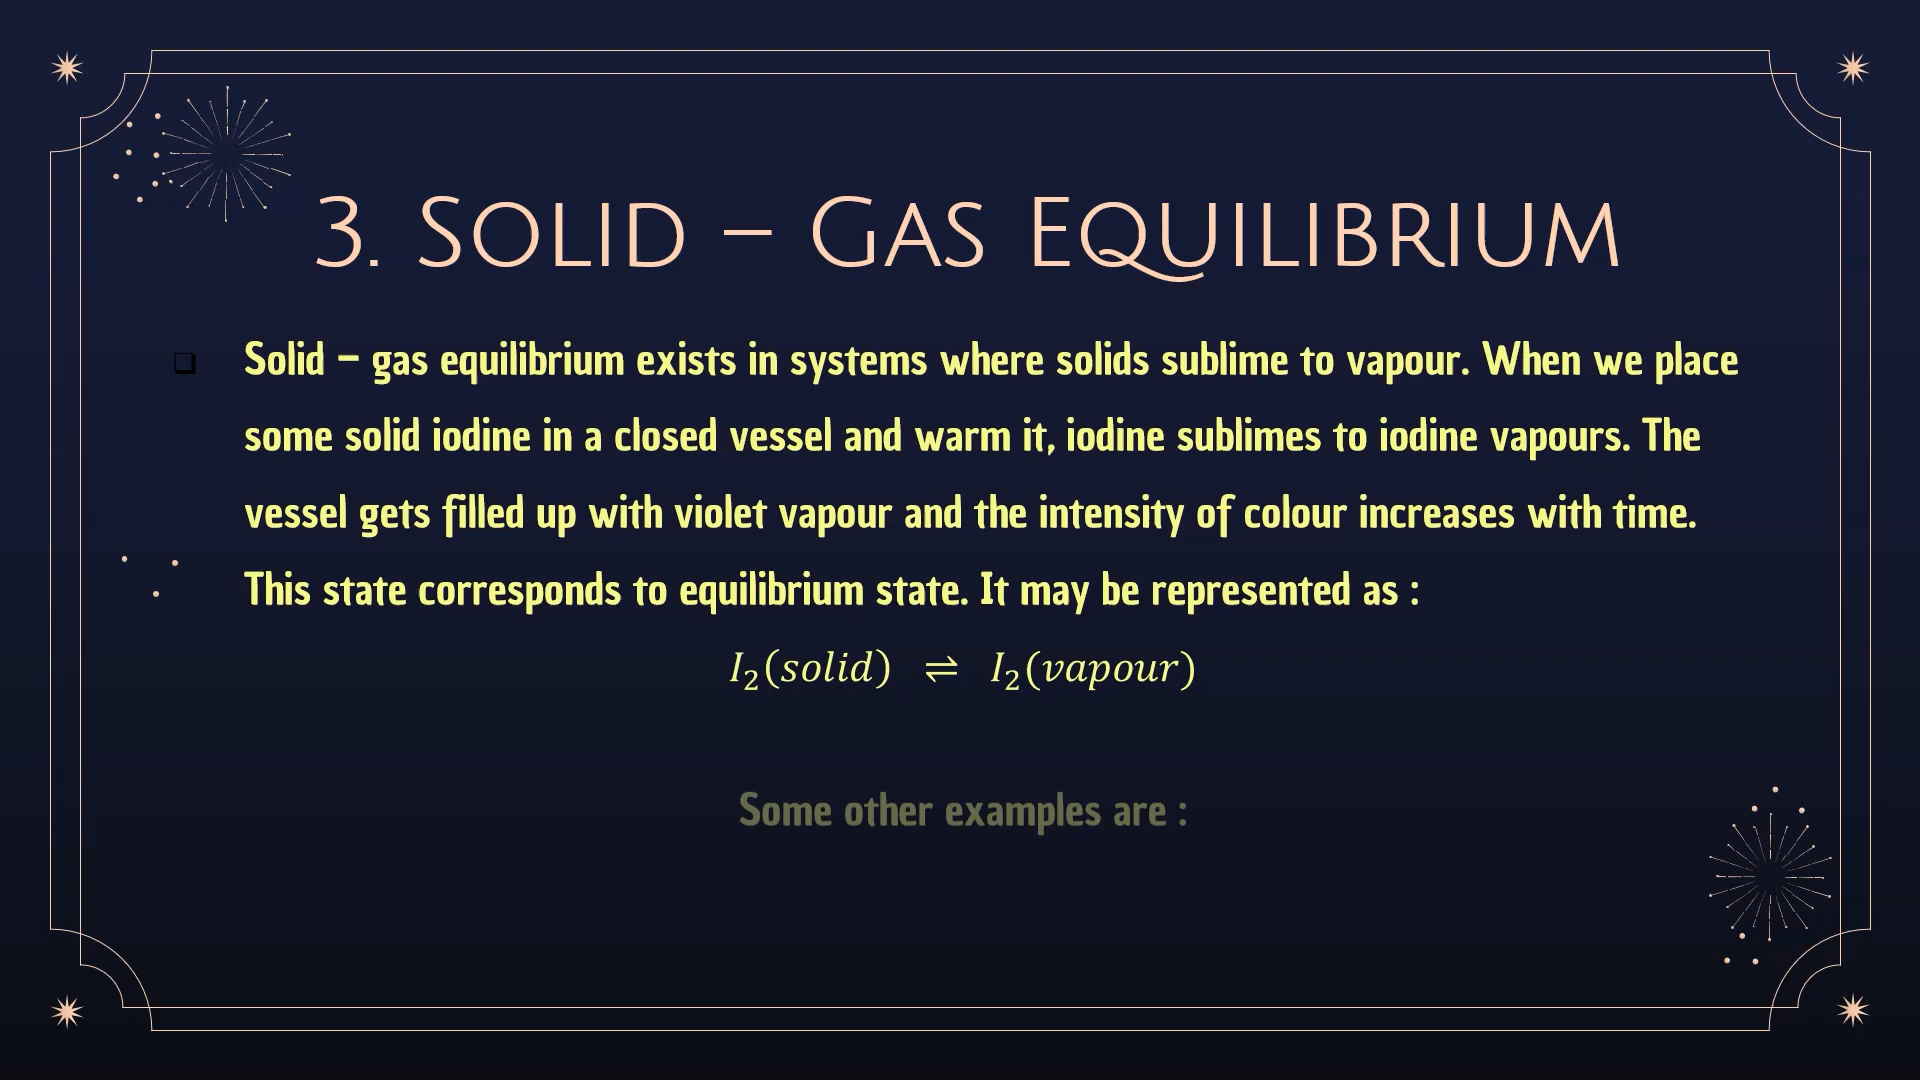 3. Solid – Gas Equilibrium
Solid – gas equilibrium exists in systems where solids sublime to vapour. When we place
some solid iodine in a closed vessel and warm it, iodine sublimes to iodine vapours. The
vessel gets filled up with violet vapour and the intensity of colour increases with time.
This state corresponds to equilibrium state. It may be represented as :
I₂(solid) ⇌ I₂(vapour)
Some other examples are :